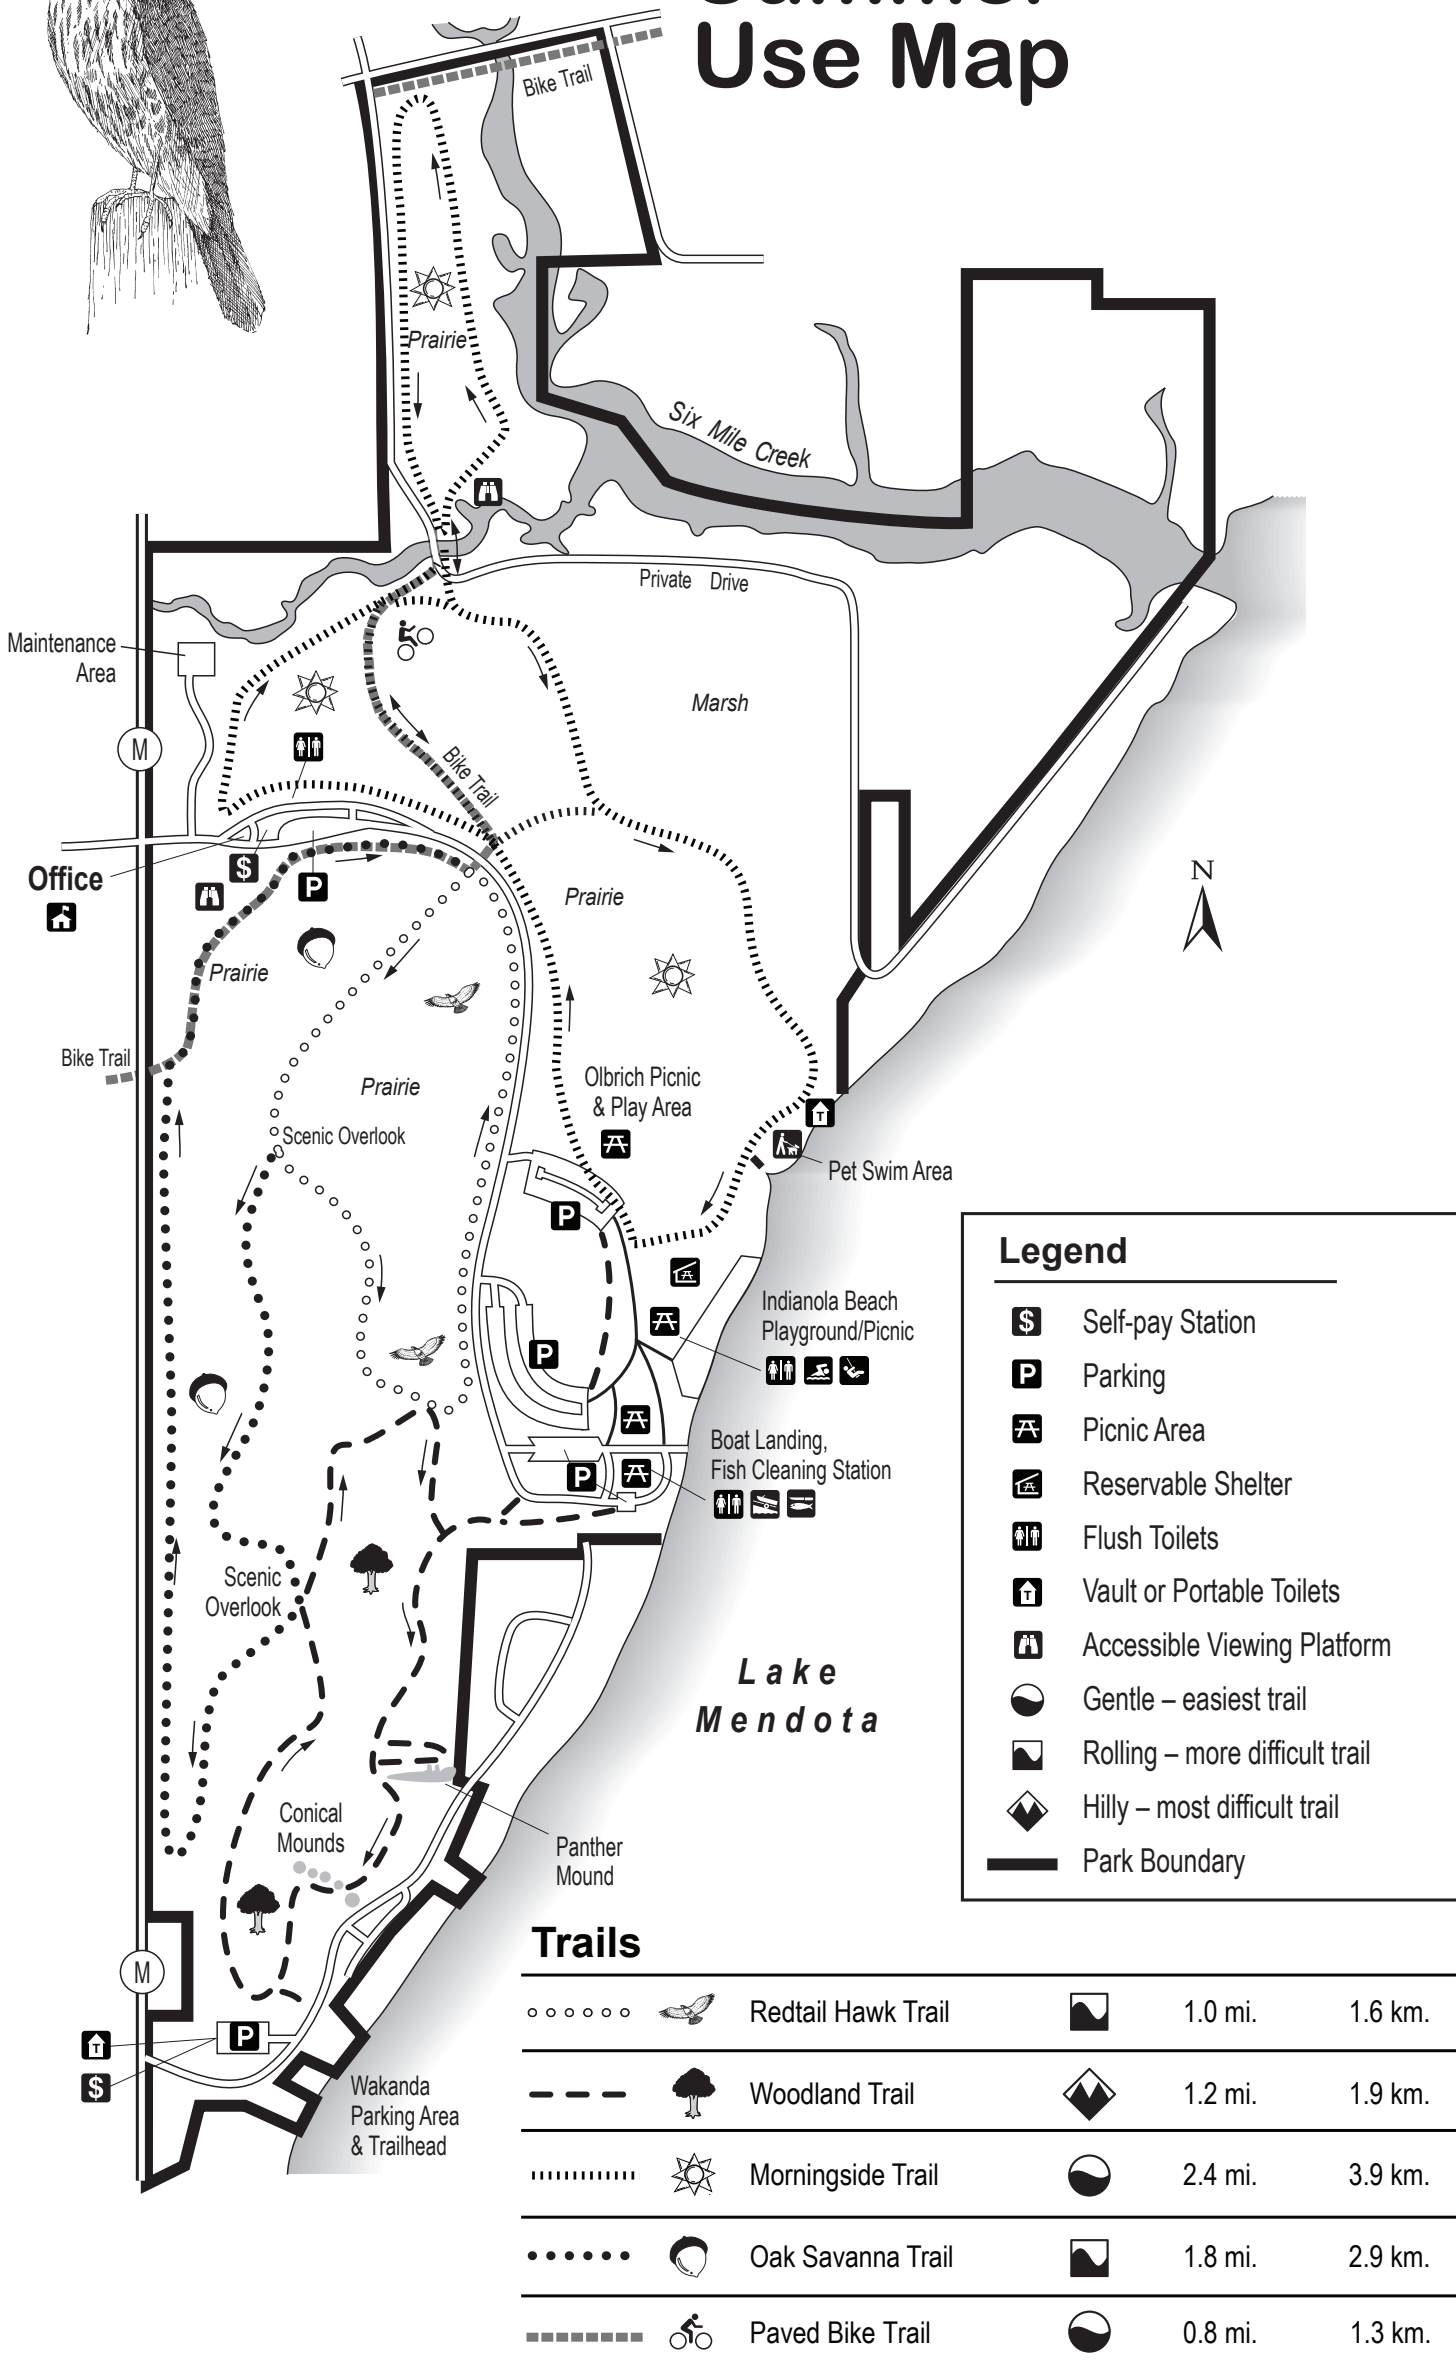 Use Map
Bike Trail
Prairie
Six Mile Creek
Private Drive
Maintenance
Area
Marsh
M
Bike Trail
Office
$
P
Prairie
N
Prairie
Bike Trail
Prairie
Olbrich Picnic
& Play Area
Scenic Overlook
T
Pet Swim Area
P
Indianola Beach
Playground/Picnic
P
Boat Landing,
Fish Cleaning Station
P
Scenic
Overlook
Lake
Mendota
Conical
Mounds
Panther
Mound
M
T
P
$
Wakanda
Parking Area
& Trailhead
Legend
$ Self-pay Station
P Parking
Picnic Area
Reservable Shelter
Flush Toilets
T Vault or Portable Toilets
Accessible Viewing Platform
Gentle – easiest trail
Rolling – more difficult trail
Hilly – most difficult trail
Park Boundary
Trails
Redtail Hawk Trail 1.0 mi. 1.6 km.
Woodland Trail 1.2 mi. 1.9 km.
Morningside Trail 2.4 mi. 3.9 km.
Oak Savanna Trail 1.8 mi. 2.9 km.
Paved Bike Trail 0.8 mi. 1.3 km.